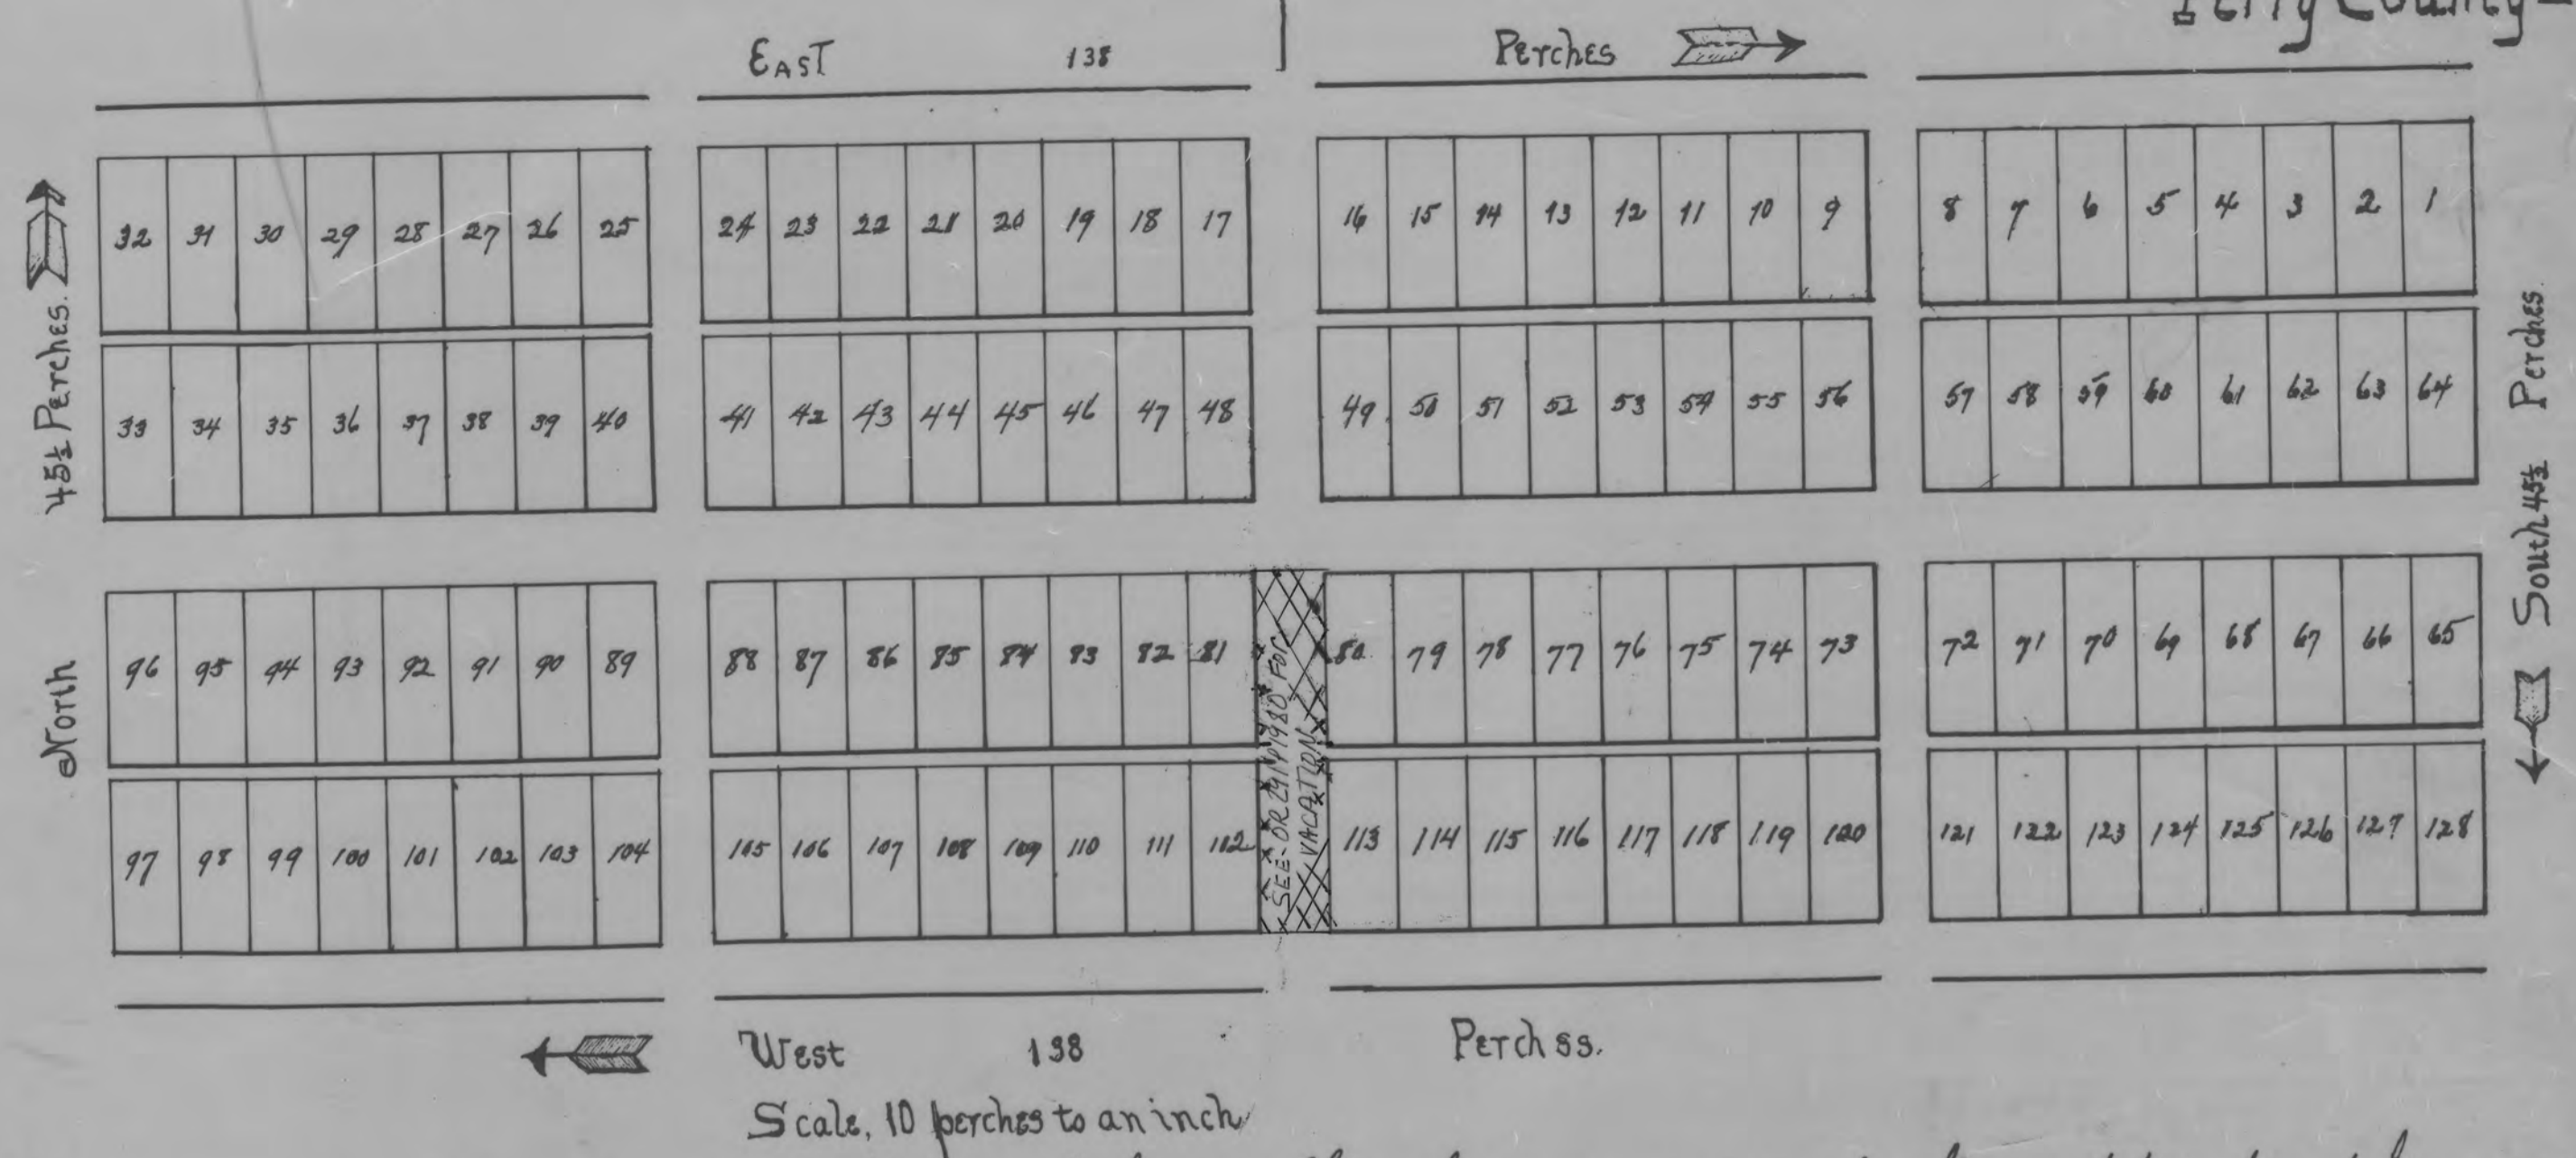 Perry County
EAST 138 Perches
32 31 30 29 28 27 26 25 24 23 22 21 20 19 18 17 16 15 14 13 12 11 10 9 8 7 6 5 4 3 2 1
33 34 35 36 37 38 39 40 41 42 43 44 45 46 47 48 49 50 51 52 53 54 55 56 57 58 59 60 61 62 63 64
96 95 94 93 92 91 90 89 88 87 86 85 84 83 82 81 80 79 78 77 76 75 74 73 72 71 70 69 68 67 66 65
97 98 99 100 101 102 103 104 105 106 107 108 109 110 111 112 113 114 115 116 117 118 119 120 121 122 123 124 125 126 127 128
North 45½ Perches.
SEE OR 29 FOR
VACATION
South 45½ Perches.
West 138 Perchss.
Scale, 10 perches to an inch